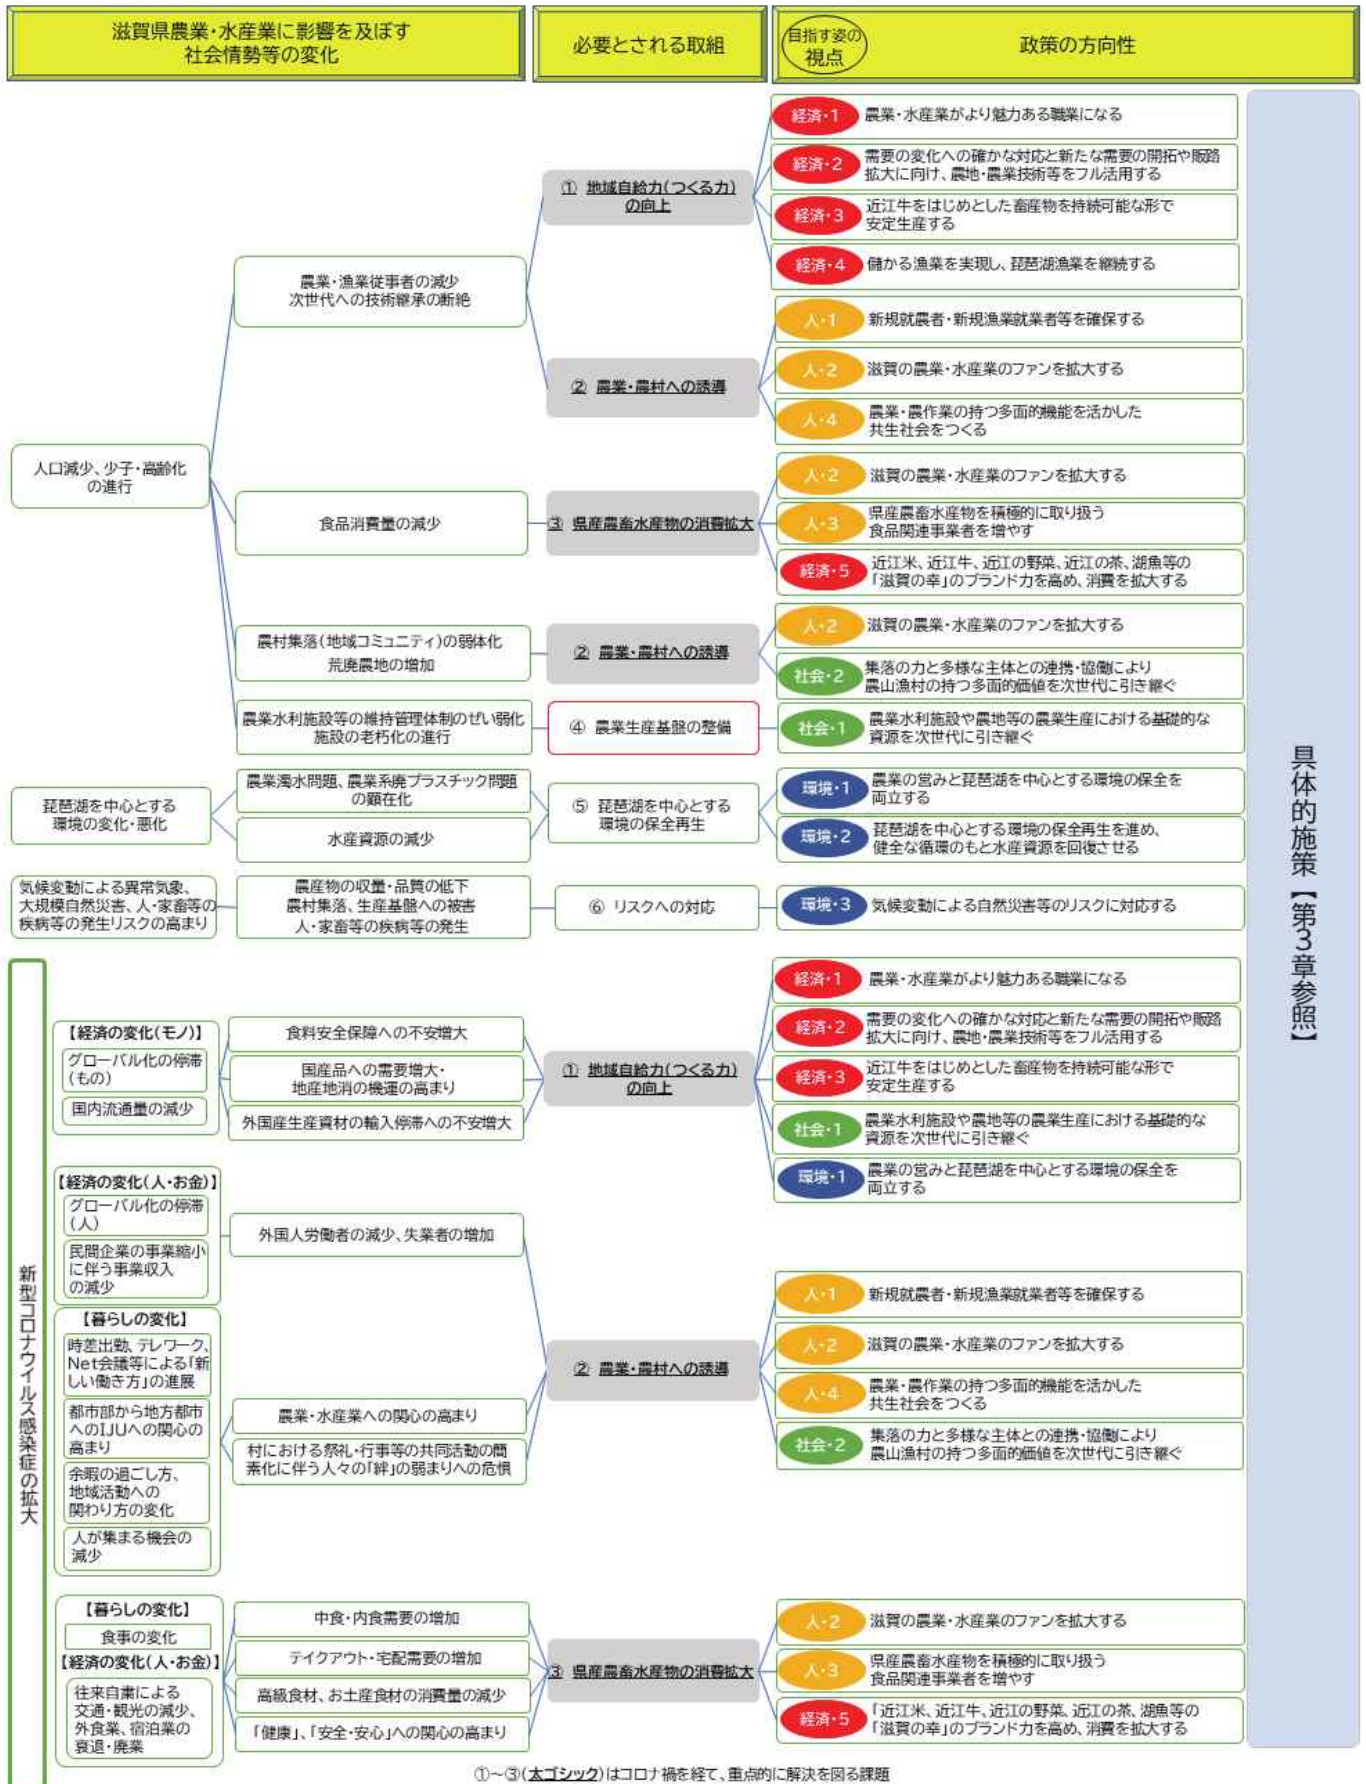 滋賀県農業・水産業に影響を及ぼす
社会情勢等の変化
必要とされる取組
目指す姿の
視点
政策の方向性
人口減少、少子・高齢化
の進行
農業・漁業従事者の減少
次世代への技術継承の断絶
① 地域自給力(つくる力)
の向上
経済・1 農業・水産業がより魅力ある職業になる
経済・2 需要の変化への確かな対応と新たな需要の開拓や販路
拡大に向け、農地・農業技術等をフル活用する
経済・3 近江牛をはじめとした畜産物を持続可能な形で
安定生産する
経済・4 儲かる漁業を実現し、琵琶湖漁業を継続する
② 農業・農村への誘導
人・1 新規就農者・新規漁業就業者等を確保する
人・2 滋賀の農業・水産業のファンを拡大する
人・4 農業・農作業の持つ多面的機能を活かした
共生社会をつくる
食品消費量の減少
③ 県産農畜水産物の消費拡大
人・2 滋賀の農業・水産業のファンを拡大する
人・3 県産農畜水産物を積極的に取り扱う
食品関連事業者を増やす
経済・5 近江米、近江牛、近江の野菜、近江の茶、湖魚等の
「滋賀の幸」のブランド力を高め、消費を拡大する
農村集落(地域コミュニティ)の弱体化
荒廃農地の増加
② 農業・農村への誘導
人・2 滋賀の農業・水産業のファンを拡大する
社会・2 集落の力と多様な主体との連携・協働により
農山漁村の持つ多面的価値を次世代に引き継ぐ
農業水利施設等の維持管理体制のぜい弱化
施設の老朽化の進行
④ 農業生産基盤の整備
社会・1 農業水利施設や農地等の農業生産における基礎的な
資源を次世代に引き継ぐ
琵琶湖を中心とする
環境の変化・悪化
農業濁水問題、農業系廃プラスチック問題
の顕在化
水産資源の減少
⑤ 琵琶湖を中心とする
環境の保全再生
環境・1 農業の営みと琵琶湖を中心とする環境の保全を
両立する
環境・2 琵琶湖を中心とする環境の保全再生を進め、
健全な循環のもと水産資源を回復させる
気候変動による異常気象、
大規模自然災害、人・家畜等の
疾病等の発生リスクの高まり
農産物の収量・品質の低下
農村集落、生産基盤への被害
人・家畜等の疾病等の発生
⑥ リスクへの対応
環境・3 気候変動による自然災害等のリスクに対応する
具体的施策【第3章参照】
新型コロナウイルス感染症の拡大
【経済の変化(モノ)】
グローバル化の停滞
(もの)
国内流通量の減少
食料安全保障への不安増大
国産品への需要増大・
地産地消の機運の高まり
外国産生産資材の輸入停滞への不安増大
① 地域自給力(つくる力)
の向上
経済・1 農業・水産業がより魅力ある職業になる
経済・2 需要の変化への確かな対応と新たな需要の開拓や販路
拡大に向け、農地・農業技術等をフル活用する
経済・3 近江牛をはじめとした畜産物を持続可能な形で
安定生産する
社会・1 農業水利施設や農地等の農業生産における基礎的な
資源を次世代に引き継ぐ
環境・1 農業の営みと琵琶湖を中心とする環境の保全を
両立する
【経済の変化(人・お金)】
グローバル化の停滞
(人)
民間企業の事業縮小
に伴う事業収入
の減少
外国人労働者の減少、失業者の増加
【暮らしの変化】
時差出勤、テレワーク、
Net会議等による「新
しい働き方」の進展
都市部から地方都市
へのIJUへの関心の
高まり
余暇の過ごし方、
地域活動への
関わり方の変化
人が集まる機会の
減少
農業・水産業への関心の高まり
村における祭礼・行事等の共同活動の簡
素化に伴う人々の「絆」の弱まりへの危惧
② 農業・農村への誘導
人・1 新規就農者・新規漁業就業者等を確保する
人・2 滋賀の農業・水産業のファンを拡大する
人・4 農業・農作業の持つ多面的機能を活かした
共生社会をつくる
社会・2 集落の力と多様な主体との連携・協働により
農山漁村の持つ多面的価値を次世代に引き継ぐ
【暮らしの変化】
食事の変化
【経済の変化(人・お金)】
往来自粛による
交通・観光の減少、
外食業、宿泊業の
衰退・廃業
中食・内食需要の増加
テイクアウト・宅配需要の増加
高級食材、お土産食材の消費量の減少
「健康」、「安全・安心」への関心の高まり
③ 県産農畜水産物の消費拡大
人・2 滋賀の農業・水産業のファンを拡大する
人・3 県産農畜水産物を積極的に取り扱う
食品関連事業者を増やす
経済・5 「近江米、近江牛、近江の野菜、近江の茶、湖魚等の
「滋賀の幸」のブランド力を高め、消費を拡大する
①～③(太ゴシック)はコロナ禍を経て、重点的に解決を図る課題